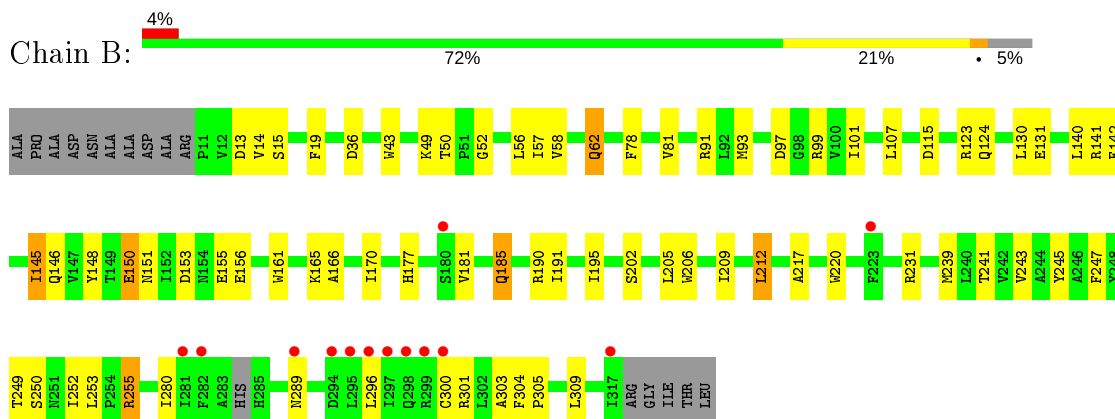 4%
Chain B:
72% 21% • 5%
ALA PRO ALA ASP ASN ALA ALA ASP ALA ARG P11 V12 D13 V14 S15 F19 D36 W43 K49 T50 P51 G52 L56 I57 V58 Q62 F78 V81 R91 L92 M93 D97 G98 R99 V100 I101 L107 D115 R123 Q124 L130 E131 L140 R141
I145 Q146 V147 Y148 T149 E150 N151 I152 D153 N154 E155 E156 W161 K165 A166 I170 H177 S180 V181 Q185 R190 I191 I195 S202 L205 W206 I209 L212 A217 W220 F223 R231 M239 L240 T241 V242 V243 A244 Y245 A246 F247
T249 S250 N251 I252 L253 P254 R255 I280 I281 F282 A283 HIS H285 N289 D294 L295 L296 I297 Q298 R299 C300 R301 L302 A303 F304 P305 L309 I317 ARG GLY ILE THR LEU